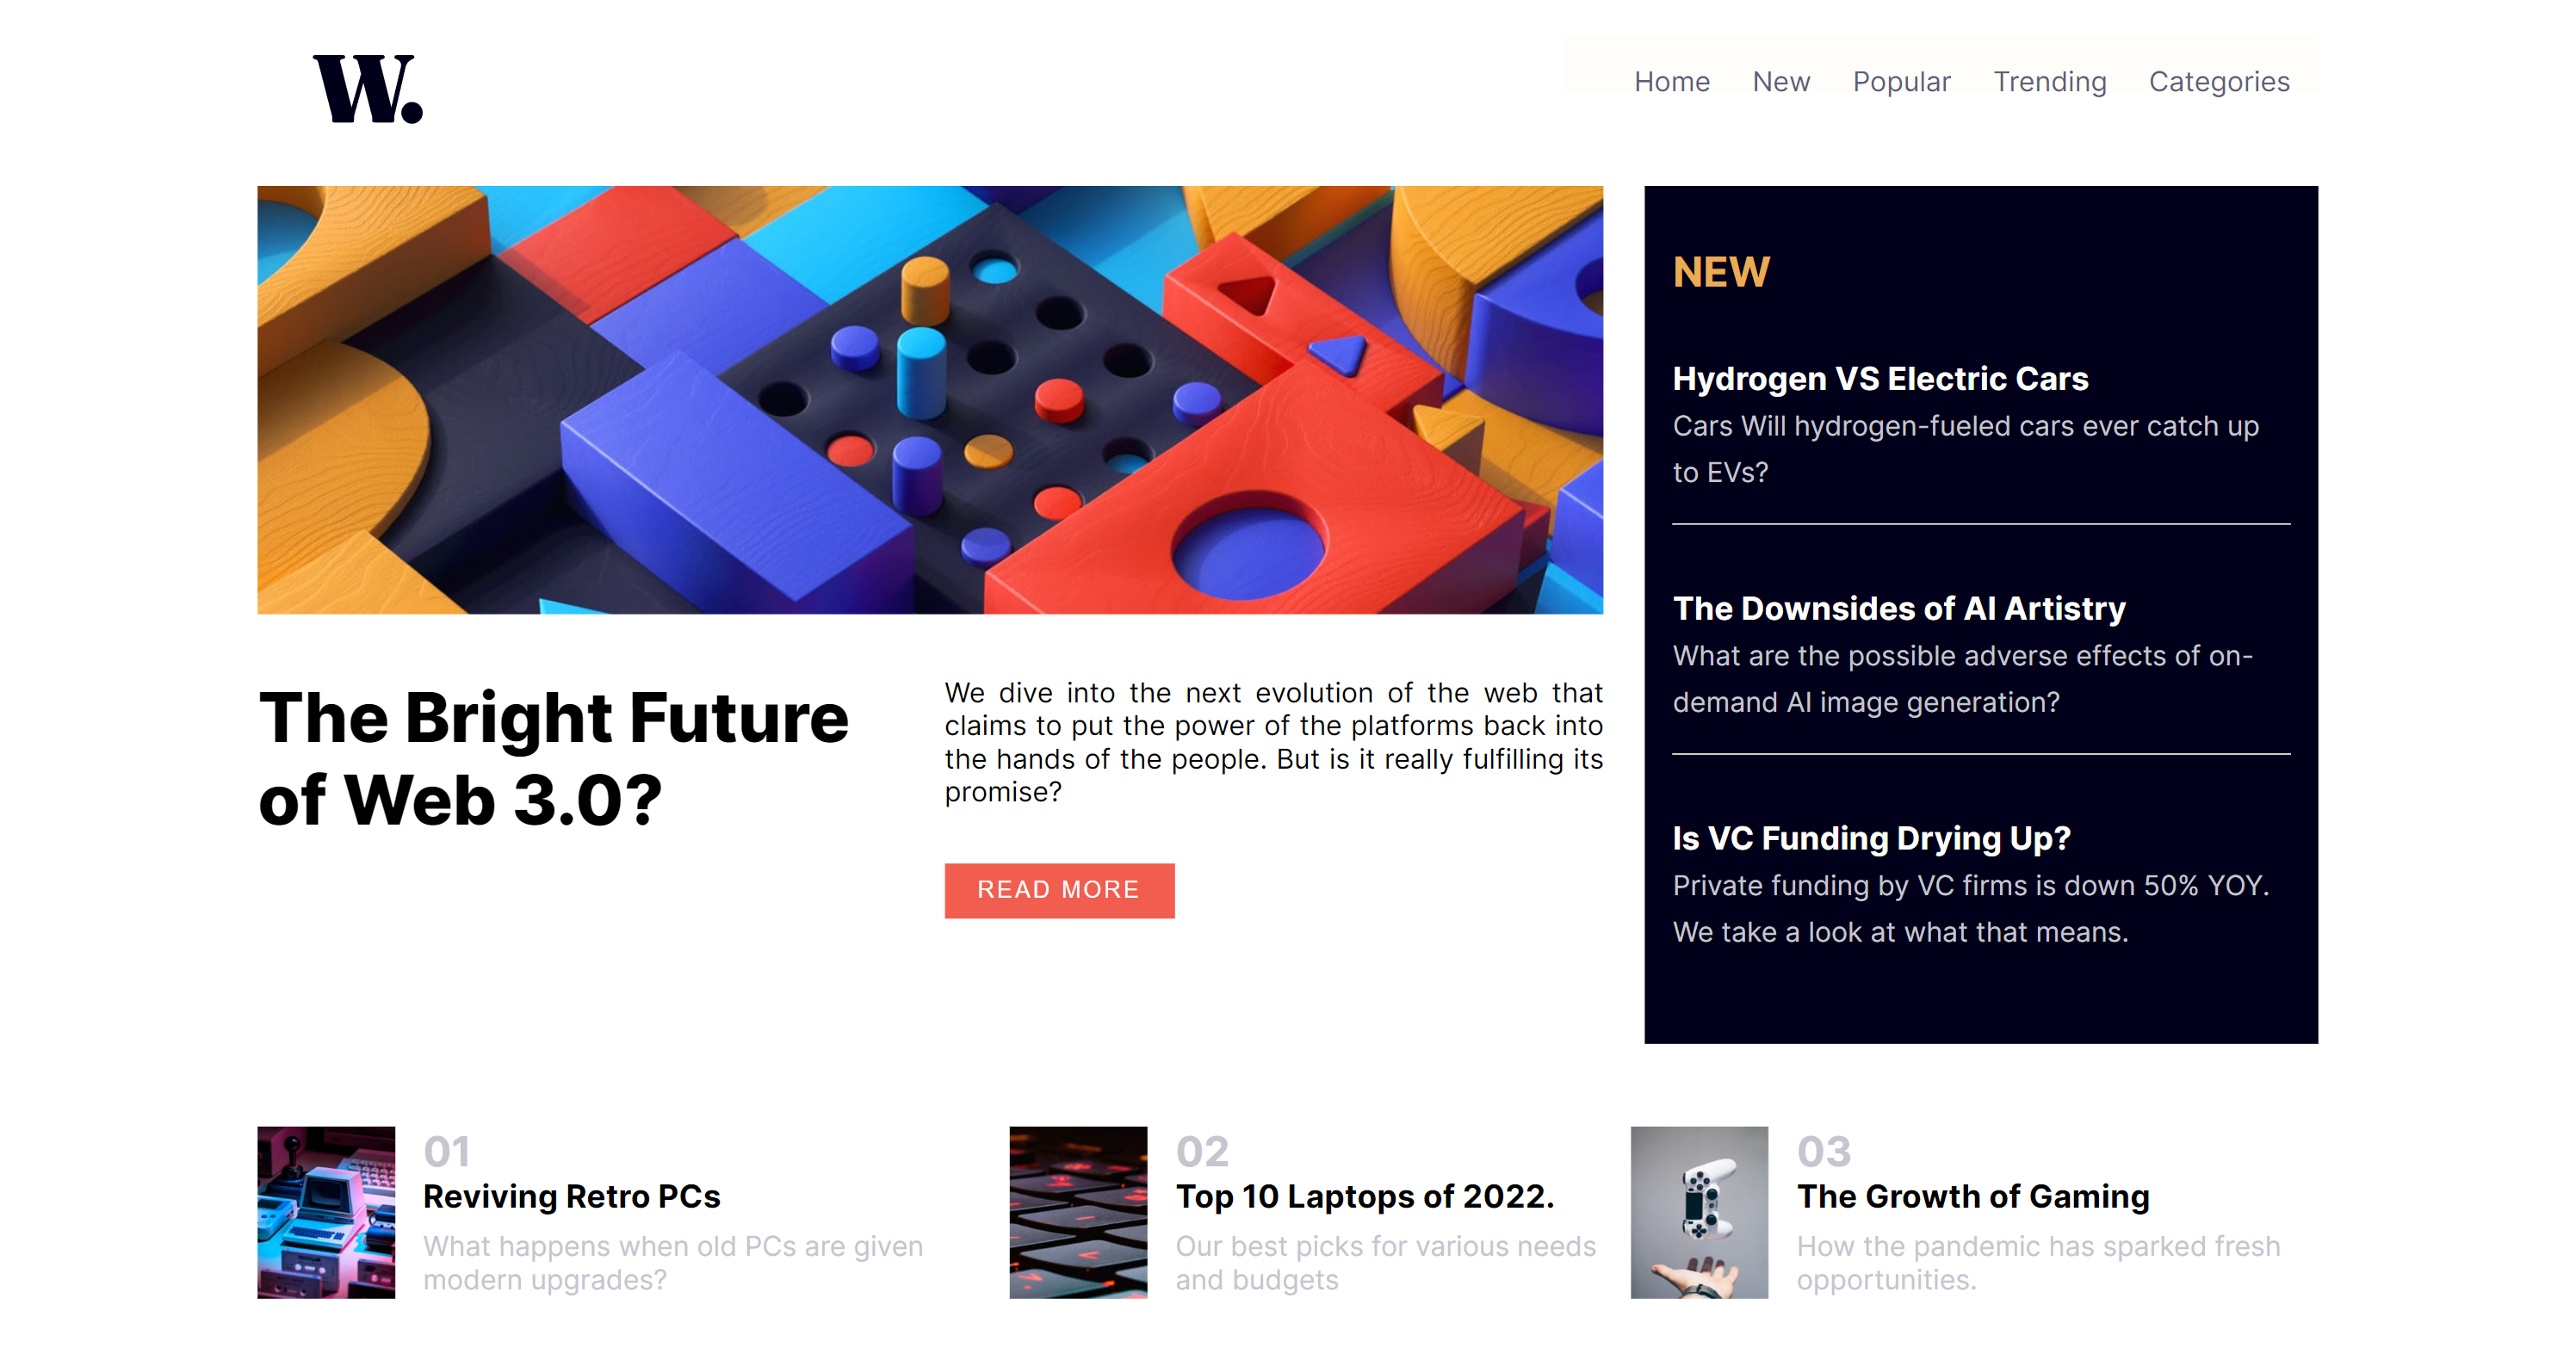 W.
Home New Popular Trending Categories
The Bright Future
of Web 3.0?
We dive into the next evolution of the web that
claims to put the power of the platforms back into
the hands of the people. But is it really fulfilling its
promise?
READ MORE
NEW
Hydrogen VS Electric Cars
Cars Will hydrogen-fueled cars ever catch up
to EVs?
The Downsides of AI Artistry
What are the possible adverse effects of on-
demand AI image generation?
Is VC Funding Drying Up?
Private funding by VC firms is down 50% YOY.
We take a look at what that means.
01
Reviving Retro PCs
What happens when old PCs are given
modern upgrades?
02
Top 10 Laptops of 2022.
Our best picks for various needs
and budgets
03
The Growth of Gaming
How the pandemic has sparked fresh
opportunities.